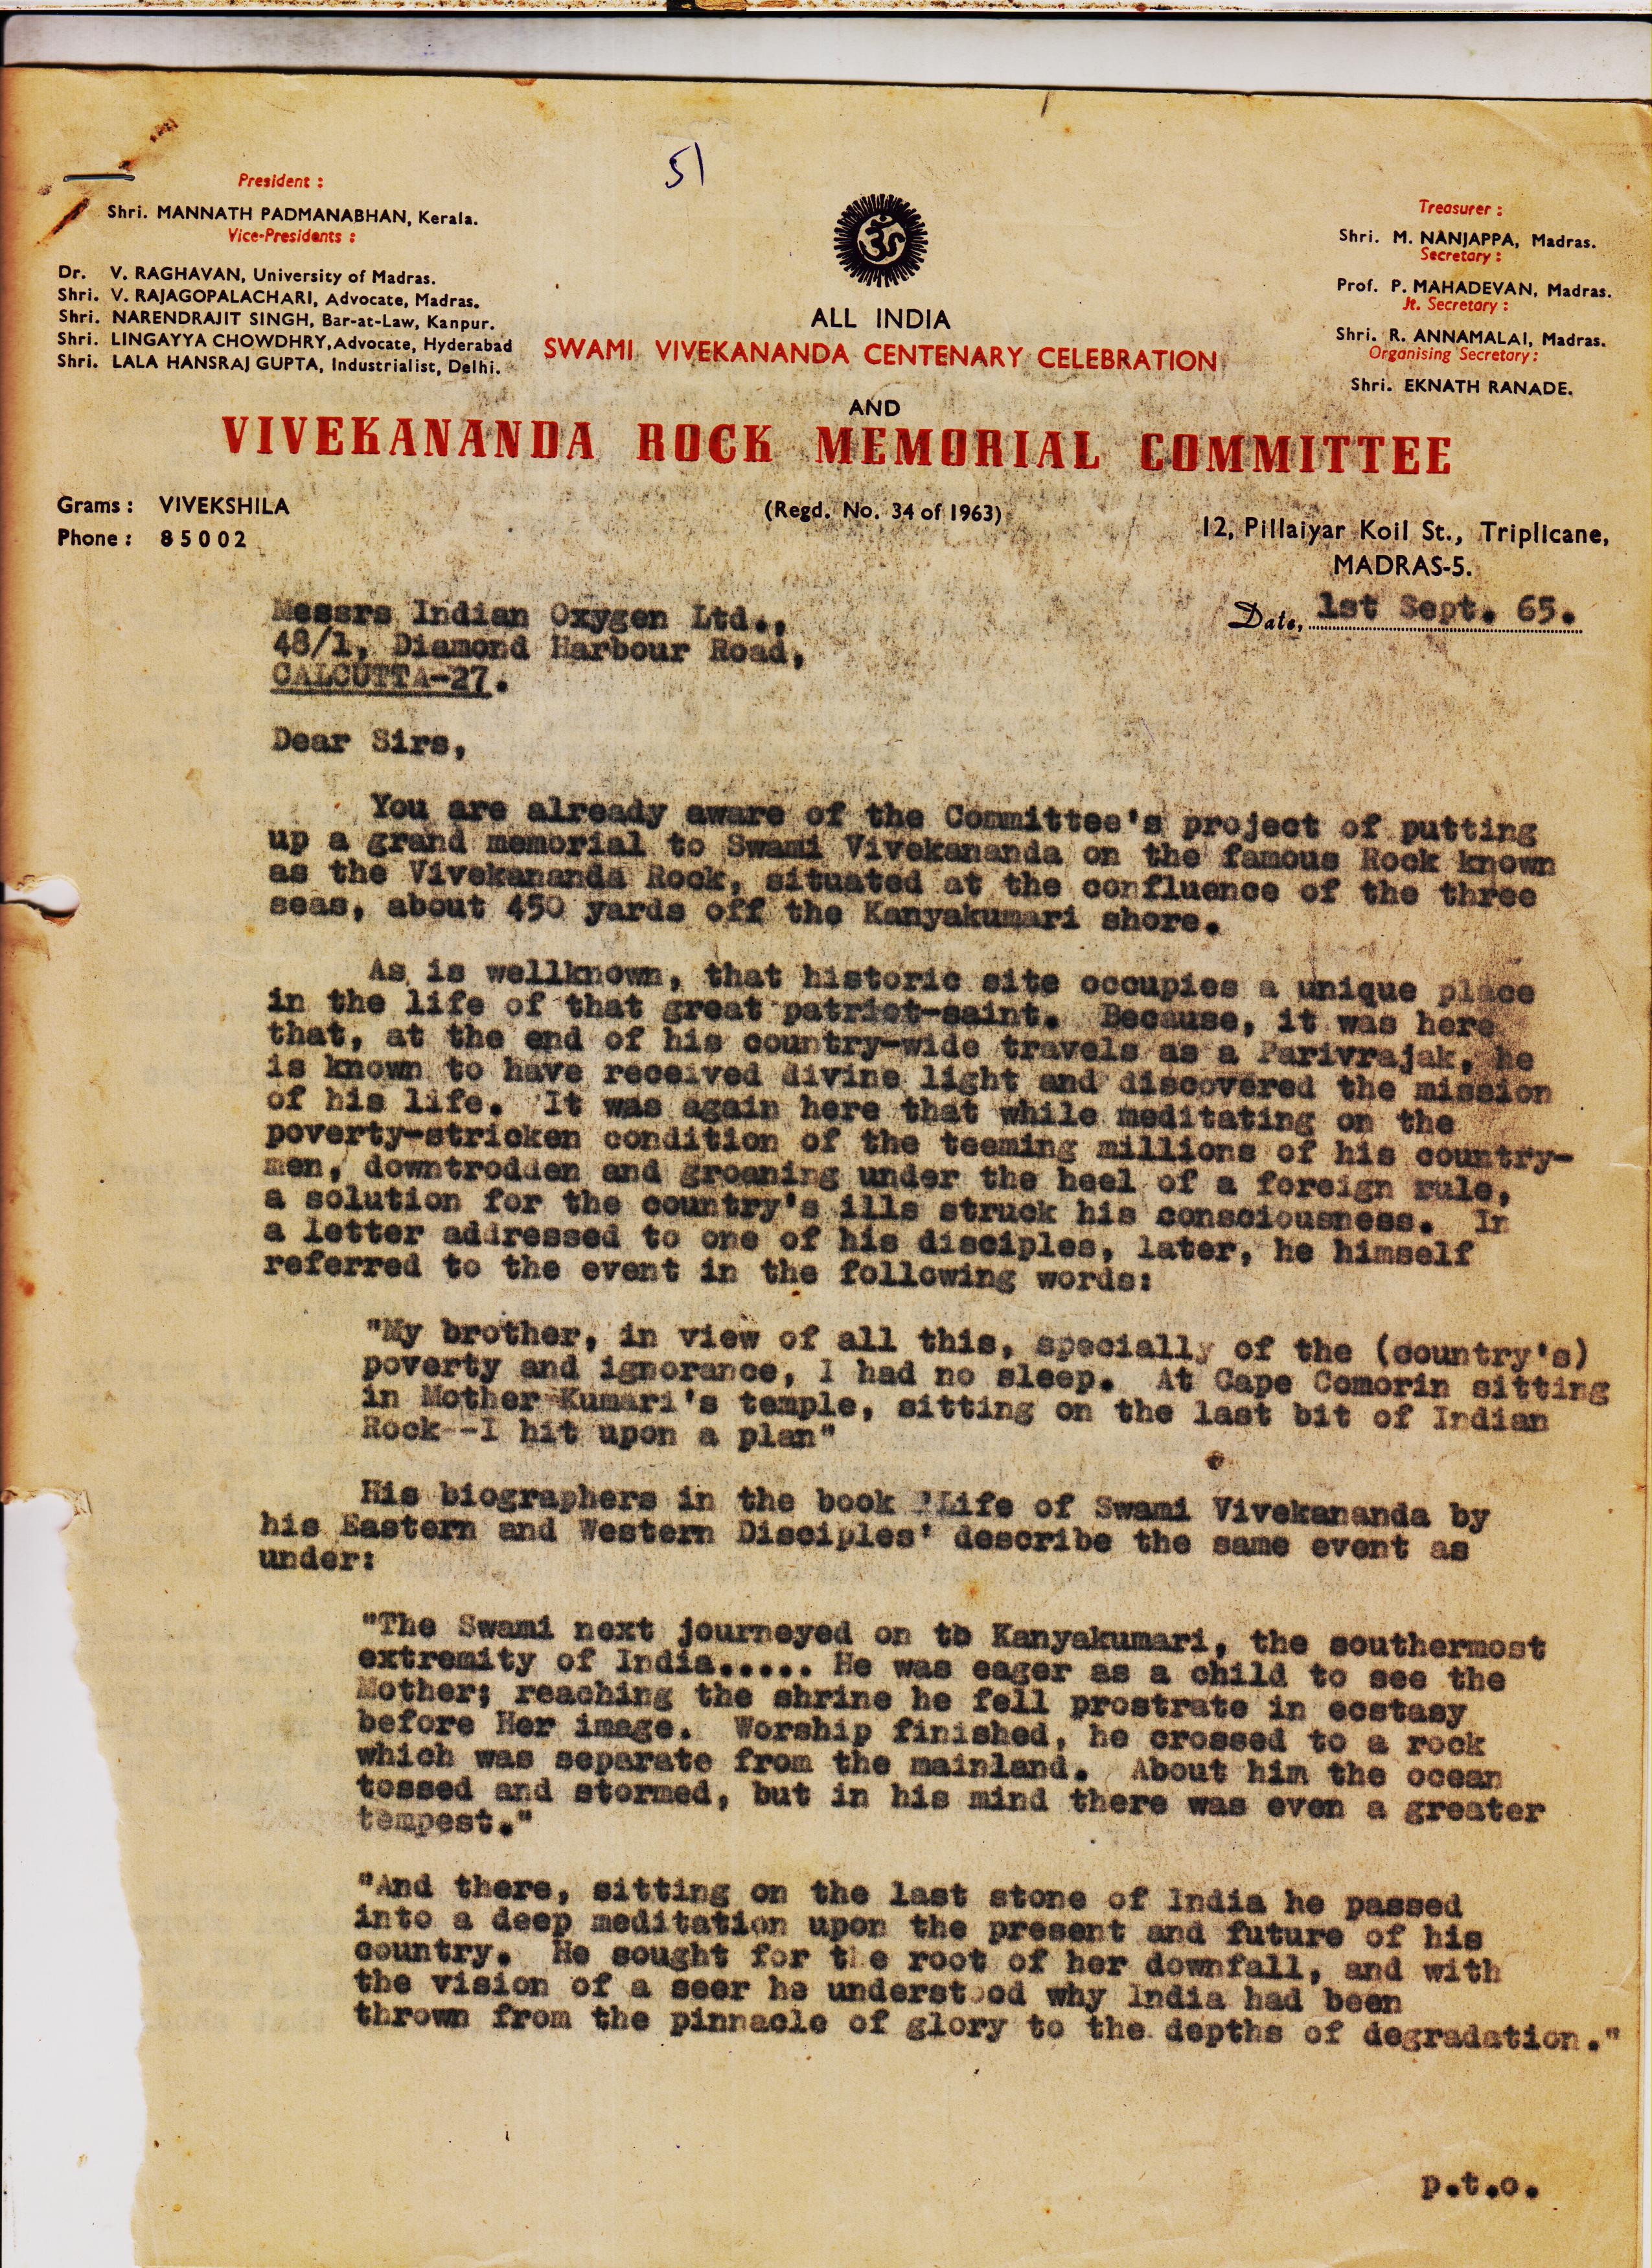 51
President :
Shri. MANNATH PADMANABHAN, Kerala.
Vice-Presidents :
Dr. V. RAGHAVAN, University of Madras.
Shri. V. RAJAGOPALACHARI, Advocate, Madras.
Shri. NARENDRAJIT SINGH, Bar-at-Law, Kanpur.
Shri. LINGAYYA CHOWDHRY,Advocate, Hyderabad
Shri. LALA HANSRAJ GUPTA, Industrialist, Delhi.
Treasurer :
Shri. M. NANJAPPA, Madras.
Secretary :
Prof. P. MAHADEVAN, Madras.
Jt. Secretary :
Shri. R. ANNAMALAI, Madras.
Organising Secretary :
Shri. EKNATH RANADE.
ॐ
ALL INDIA
SWAMI VIVEKANANDA CENTENARY CELEBRATION
AND
VIVEKANANDA ROCK MEMORIAL COMMITTEE
Grams : VIVEKSHILA
Phone : 85002
(Regd. No. 34 of 1963)
12, Pillaiyar Koil St., Triplicane,
MADRAS-5.
Date, 1st Sept. 65.
Messrs Indian Oxygen Ltd.,
48/1, Diamond Harbour Road,
CALCUTTA-27.
Dear Sirs,
You are already aware of the Committee's project of putting
up a grand memorial to Swami Vivekananda on the famous Rock known
as the Vivekananda Rock, situated at the confluence of the three
seas, about 450 yards off the Kanyakumari shore.
As is wellknown, that historic site occupies a unique place
in the life of that great patriot-saint. Because, it was here
that, at the end of his country-wide travels as a Parivrajak, he
is known to have received divine light and discovered the mission
of his life. It was again here that while meditating on the
poverty-stricken condition of the teeming millions of his country-
men, downtrodden and groaning under the heel of a foreign rule,
a solution for the country's ills struck his consciousness. In
a letter addressed to one of his disciples, later, he himself
referred to the event in the following words:
"My brother, in view of all this, specially of the (country's)
poverty and ignorance, I had no sleep. At Cape Comorin sitting
in Mother Kumari's temple, sitting on the last bit of Indian
Rock--I hit upon a plan"
His biographers in the book 'Life of Swami Vivekananda by
his Eastern and Western Disciples' describe the same event as
under:
"The Swami next journeyed on to Kanyakumari, the southermost
extremity of India..... He was eager as a child to see the
Mother; reaching the shrine he fell prostrate in ecstasy
before Her image. Worship finished, he crossed to a rock
which was separate from the mainland. About him the ocean
tossed and stormed, but in his mind there was even a greater
tempest."
"And there, sitting on the last stone of India he passed
into a deep meditation upon the present and future of his
country. He sought for the root of her downfall, and with
the vision of a seer he understood why India had been
thrown from the pinnacle of glory to the depths of degradation."
p.t.o.